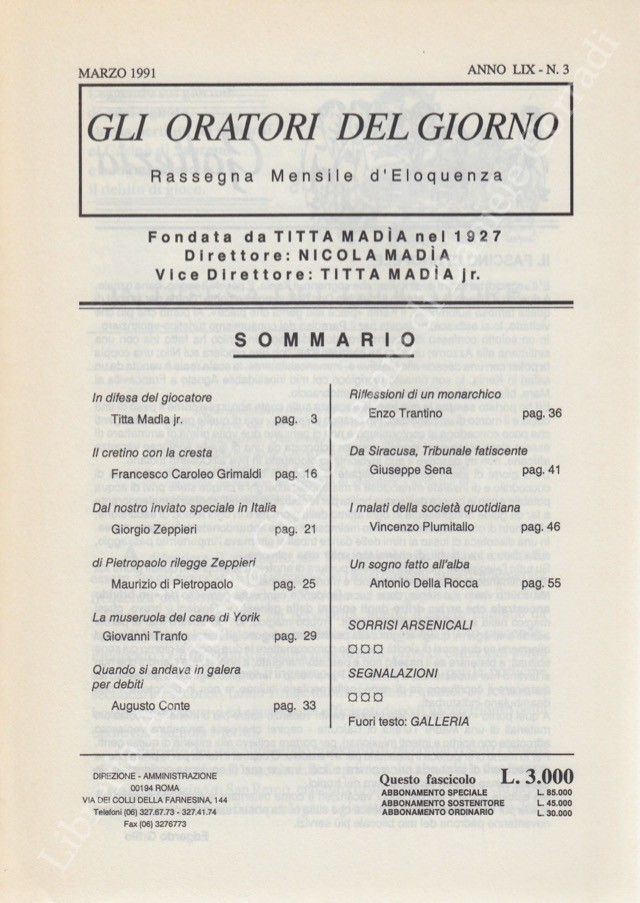 MARZO 1991
ANNO LIX - N. 3
GLI ORATORI DEL GIORNO
Rassegna Mensile d'Eloquenza
Fondata da TITTA MADÌA nel 1927
Direttore: NICOLA MADÌA
Vice Direttore: TITTA MADÌA jr.
SOMMARIO
In difesa del giocatore
Titta Madìa jr. pag. 3
Il cretino con la cresta
Francesco Caroleo Grimaldi pag. 16
Dal nostro inviato speciale in Italia
Giorgio Zeppieri pag. 21
di Pietropaolo rilegge Zeppieri
Maurizio di Pietropaolo pag. 25
La museruola del cane di Yorik
Giovanni Tranfo pag. 29
Quando si andava in galera
per debiti
Augusto Conte pag. 33
Riflessioni di un monarchico
Enzo Trantino pag. 36
Da Siracusa, Tribunale fatiscente
Giuseppe Sena pag. 41
I malati della società quotidiana
Vincenzo Plumitallo pag. 46
Un sogno fatto all'alba
Antonio Della Rocca pag. 55
SORRISI ARSENICALI
SEGNALAZIONI
Fuori testo: GALLERIA
DIREZIONE - AMMINISTRAZIONE
00194 ROMA
VIA DEI COLLI DELLA FARNESINA, 144
Telefoni (06) 327.67.73 - 327.41.74
Fax (06) 3276773
Questo fascicolo L. 3.000
ABBONAMENTO SPECIALE L. 85.000
ABBONAMENTO SOSTENITORE L. 45.000
ABBONAMENTO ORDINARIO L. 30.000